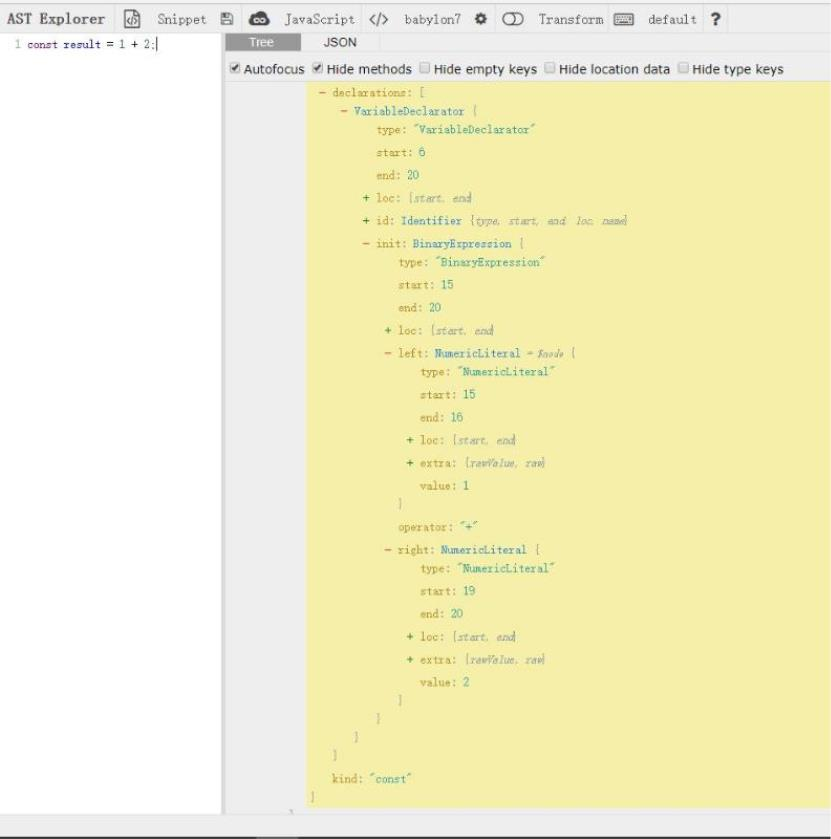 AST Explorer Snippet JavaScript </> babylon7 Transform default ?
1 const result = 1 + 2;
Tree JSON
Autofocus Hide methods Hide empty keys Hide location data Hide type keys
- declarations: [
- VariableDeclarator {
type: "VariableDeclarator"
start: 6
end: 20
+ loc: {start, end}
+ id: Identifier {type, start, end, loc, name}
- init: BinaryExpression {
type: "BinaryExpression"
start: 15
end: 20
+ loc: {start, end}
- left: NumericLiteral = $node {
type: "NumericLiteral"
start: 15
end: 16
+ loc: {start, end}
+ extra: {rawValue, raw}
value: 1
}
operator: "+"
- right: NumericLiteral {
type: "NumericLiteral"
start: 19
end: 20
+ loc: {start, end}
+ extra: {rawValue, raw}
value: 2
}
}
}
]
kind: "const"
}